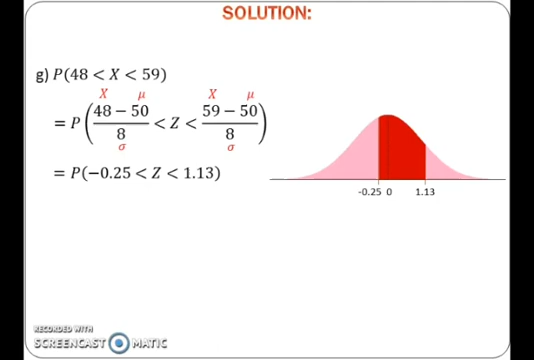 SOLUTION:
g) P(48 < X < 59)
X μ X μ
= P( (48 − 50)/8 < Z < (59 − 50)/8 )
σ σ
= P(−0.25 < Z < 1.13)
-0.25 0 1.13
RECORDED WITH
SCREENCAST MATIC